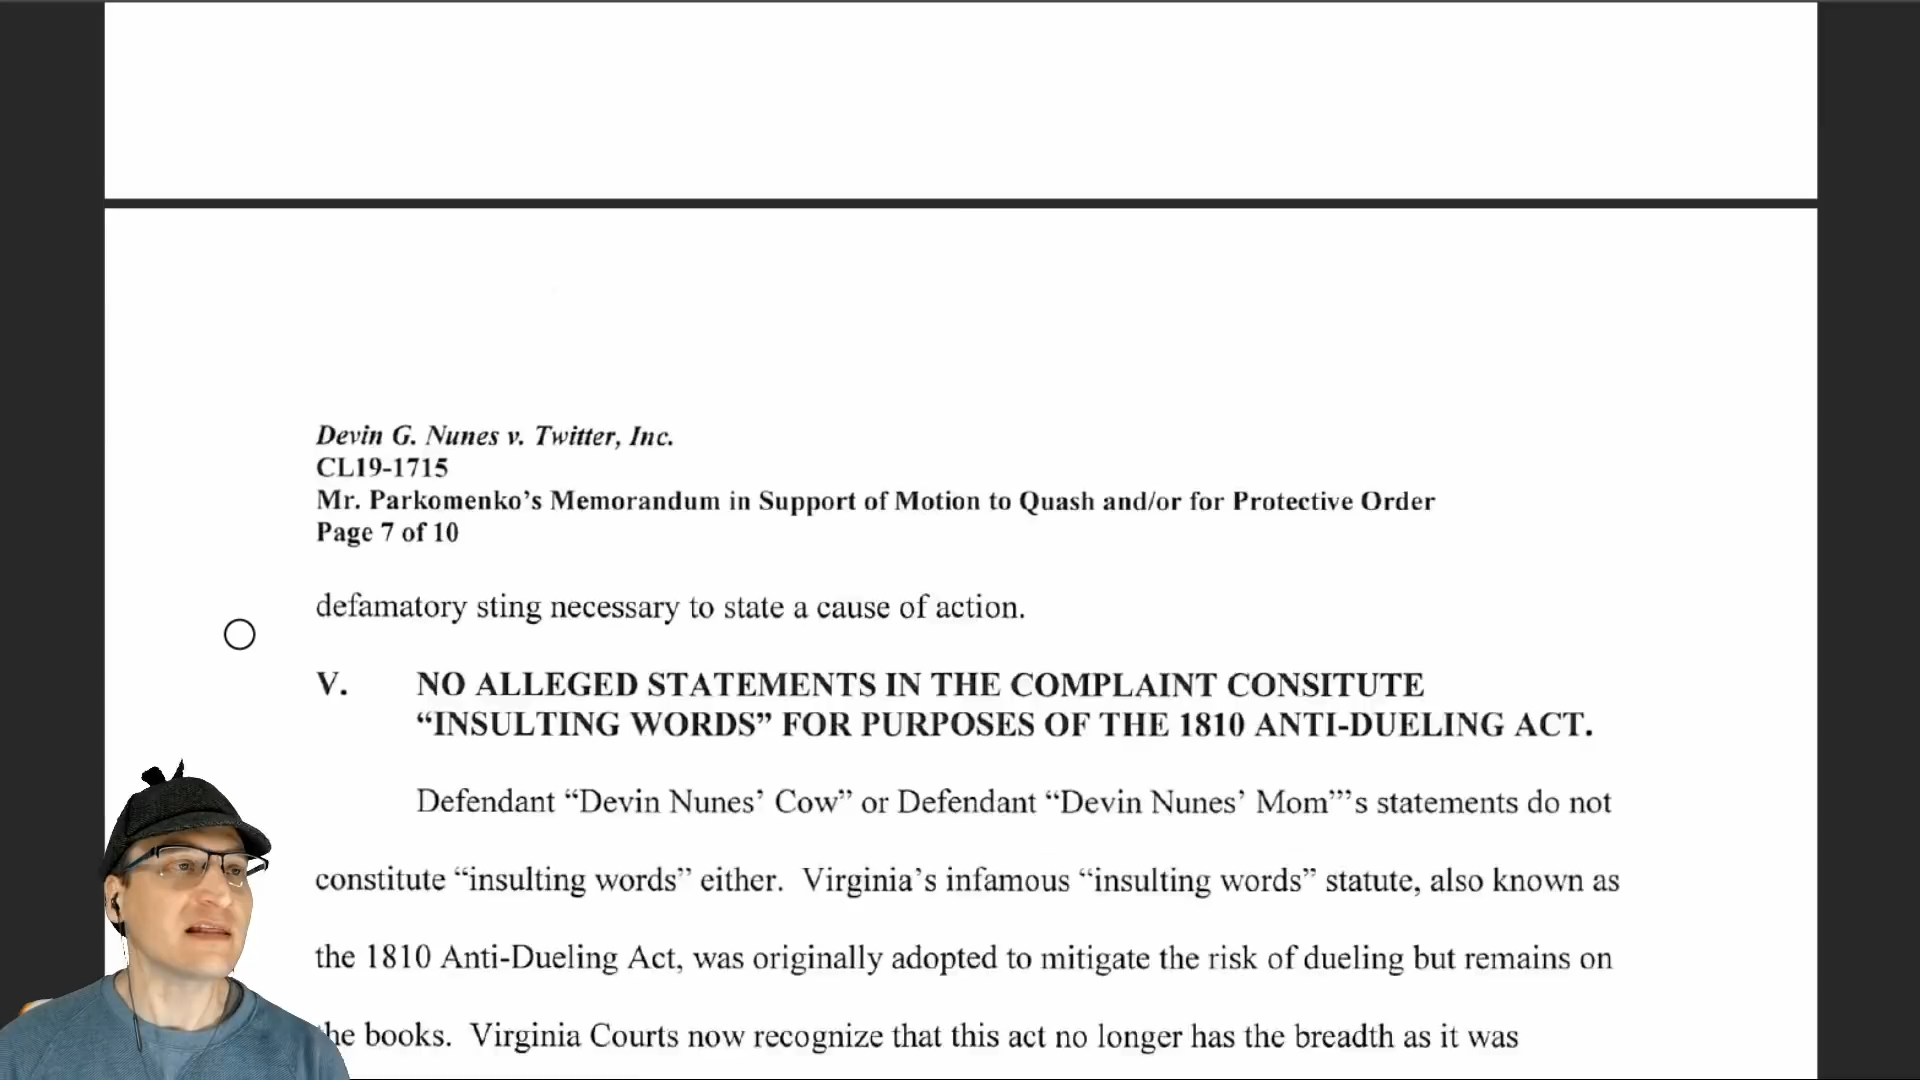 Devin G. Nunes v. Twitter, Inc.
CL19-1715
Mr. Parkomenko’s Memorandum in Support of Motion to Quash and/or for Protective Order
Page 7 of 10
defamatory sting necessary to state a cause of action.
V. NO ALLEGED STATEMENTS IN THE COMPLAINT CONSITUTE
“INSULTING WORDS” FOR PURPOSES OF THE 1810 ANTI-DUELING ACT.
Defendant “Devin Nunes’ Cow” or Defendant “Devin Nunes’ Mom”’s statements do not
constitute “insulting words” either. Virginia’s infamous “insulting words” statute, also known as
the 1810 Anti-Dueling Act, was originally adopted to mitigate the risk of dueling but remains on
the books. Virginia Courts now recognize that this act no longer has the breadth as it was